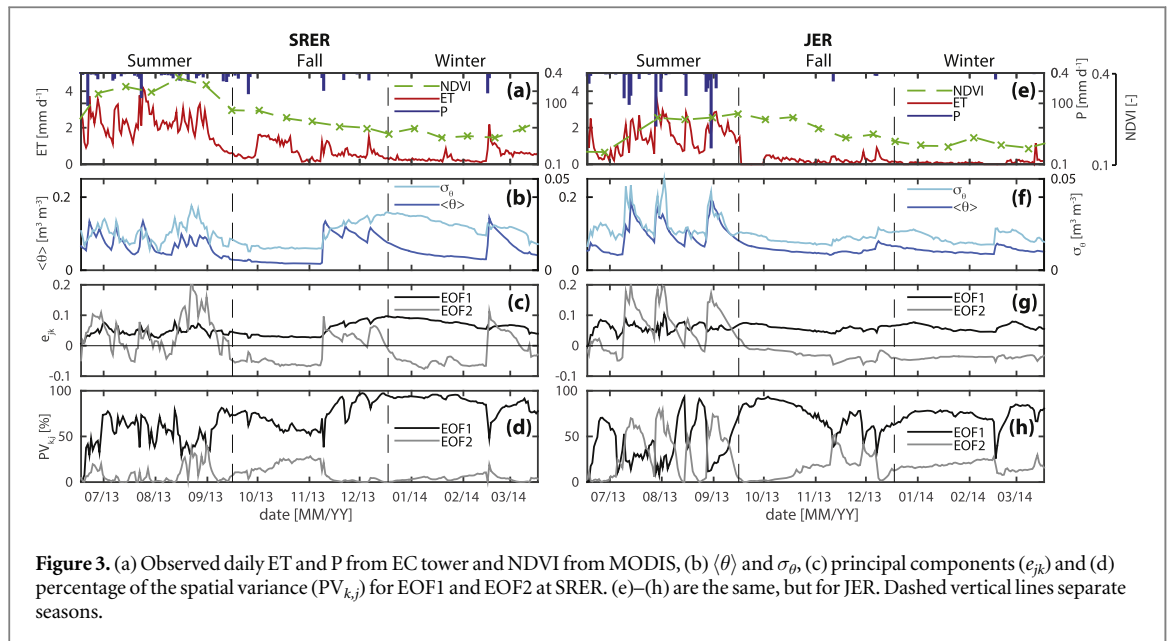 SRER
Summer Fall Winter
JER
Summer Fall Winter
ET [mm d⁻¹]
4
2
0
(a)
NDVI
ET
P
0.4
100
0.1
4
2
0
(e)
NDVI
ET
P
P [mm d⁻¹]
0.4
100
0.1
NDVI [-]
0.4
0.1
<θ> [m³ m⁻³]
0.2
0
(b)
σθ
<θ>
0.05
0
0.2
0
(f)
σθ
<θ>
0.05
0
σθ [m³ m⁻³]
ejk
0.2
0.1
0
-0.1
(c)
EOF1
EOF2
0.2
0.1
0
-0.1
(g)
EOF1
EOF2
PVk,j [%]
100
50
0
(d)
EOF1
EOF2
100
50
0
(h)
EOF1
EOF2
07/13 08/13 09/13 10/13 11/13 12/13 01/14 02/14 03/14
date [MM/YY]
07/13 08/13 09/13 10/13 11/13 12/13 01/14 02/14 03/14
date [MM/YY]
Figure 3. (a) Observed daily ET and P from EC tower and NDVI from MODIS, (b) ⟨θ⟩ and σθ, (c) principal components (ejk) and (d)
percentage of the spatial variance (PVk,j) for EOF1 and EOF2 at SRER. (e)–(h) are the same, but for JER. Dashed vertical lines separate
seasons.